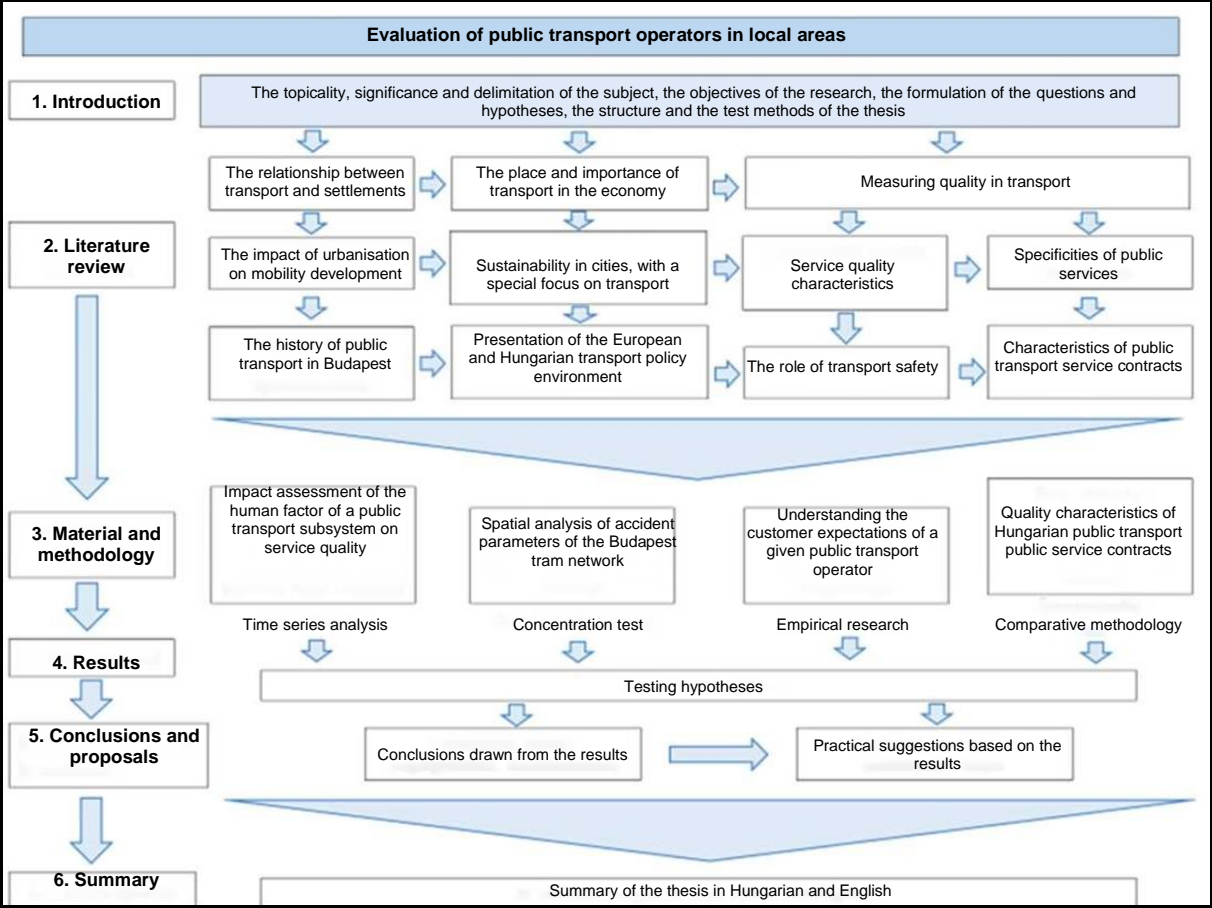 Evaluation of public transport operators in local areas
1. Introduction
The topicality, significance and delimitation of the subject, the objectives of the research, the formulation of the questions and
hypotheses, the structure and the test methods of the thesis
The relationship between
transport and settlements
The place and importance of
transport in the economy
Measuring quality in transport
2. Literature
review
The impact of urbanisation
on mobility development
Sustainability in cities, with a
special focus on transport
Service quality
characteristics
Specificities of public
services
The history of public
transport in Budapest
Presentation of the European
and Hungarian transport policy
environment
The role of transport safety
Characteristics of public
transport service contracts
3. Material and
methodology
Impact assessment of the
human factor of a public
transport subsystem on
service quality
Spatial analysis of accident
parameters of the Budapest
tram network
Understanding the
customer expectations of a
given public transport
operator
Quality characteristics of
Hungarian public transport
public service contracts
Time series analysis
Concentration test
Empirical research
Comparative methodology
4. Results
Testing hypotheses
5. Conclusions and
proposals
Conclusions drawn from the results
Practical suggestions based on the
results
6. Summary
Summary of the thesis in Hungarian and English